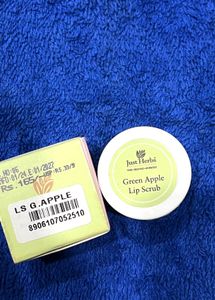 Rs.165/-
LS G.APPLE
8906107052510
Just Herbs
Green Apple
Lip Scrub